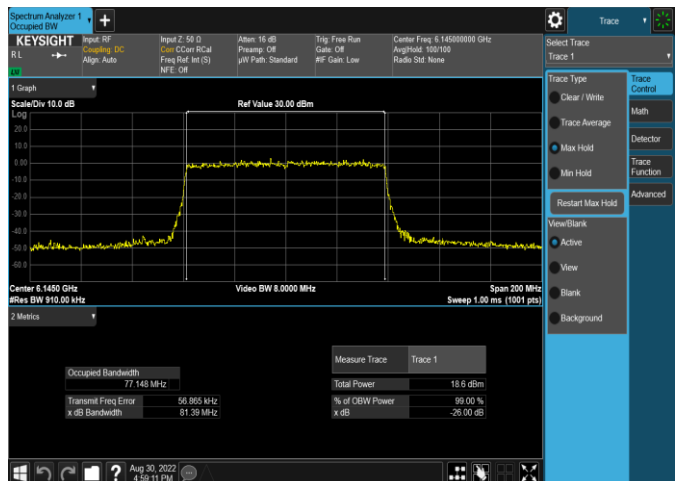 Spectrum Analyzer 1
Occupied BW
Trace
KEYSIGHT
Input: RF
Coupling: DC
Align: Auto
Input Z: 50 Ω
Corr CCorr RCal
Freq Ref: Int (S)
NFE: Off
Atten: 16 dB
Preamp: Off
µW Path: Standard
Trig: Free Run
Gate: Off
#IF Gain: Low
Center Freq: 6.145000000 GHz
Avg|Hold: 100/100
Radio Std: None
R L
Select Trace
Trace 1
1 Graph
Scale/Div 10.0 dB
Ref Value 30.00 dBm
Log
20.0
10.0
0.00
-10.0
-20.0
-30.0
-40.0
-50.0
-60.0
Center 6.1450 GHz
Video BW 8.0000 MHz
Span 200 MHz
#Res BW 910.00 kHz
Sweep 1.00 ms (1001 pts)
2 Metrics
Measure Trace
Trace 1
Occupied Bandwidth
77.148 MHz
Total Power
18.6 dBm
Transmit Freq Error
56.865 kHz
% of OBW Power
99.00 %
x dB Bandwidth
81.39 MHz
x dB
-26.00 dB
Trace Type
Clear / Write
Trace Average
Max Hold
Min Hold
Restart Max Hold
View/Blank
Active
View
Blank
Background
Trace
Control
Math
Detector
Trace
Function
Advanced
Aug 30, 2022
4:59:11 PM